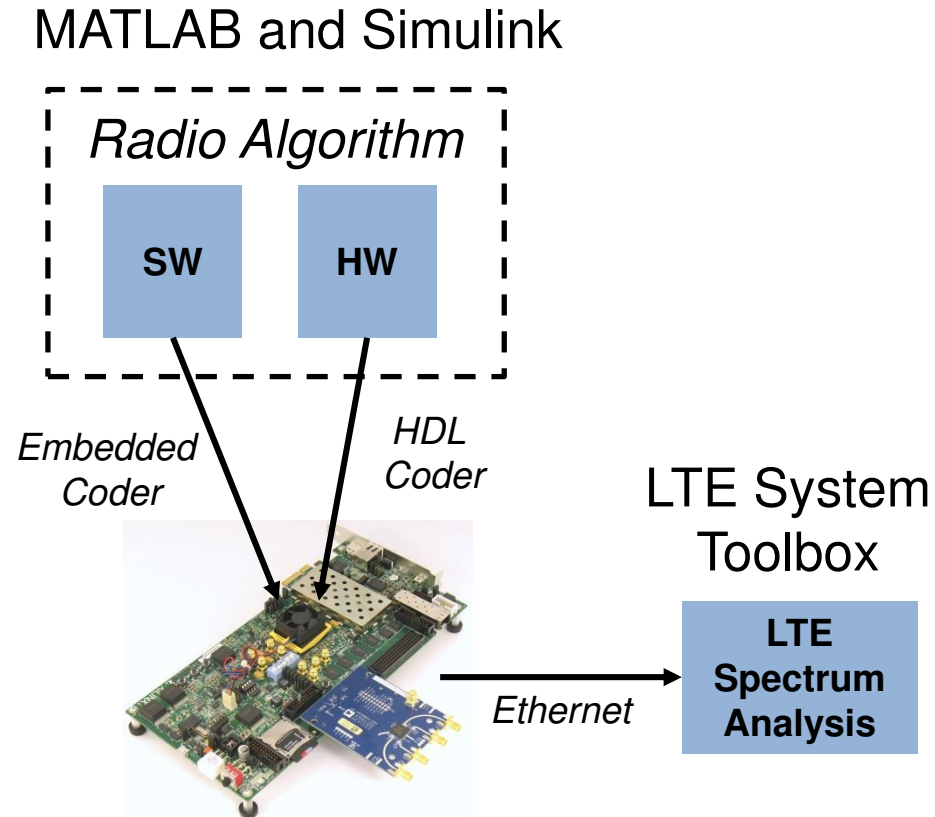 MATLAB and Simulink
Radio Algorithm
SW
HW
Embedded
Coder
HDL
Coder
LTE System
Toolbox
LTE
Spectrum
Analysis
Ethernet